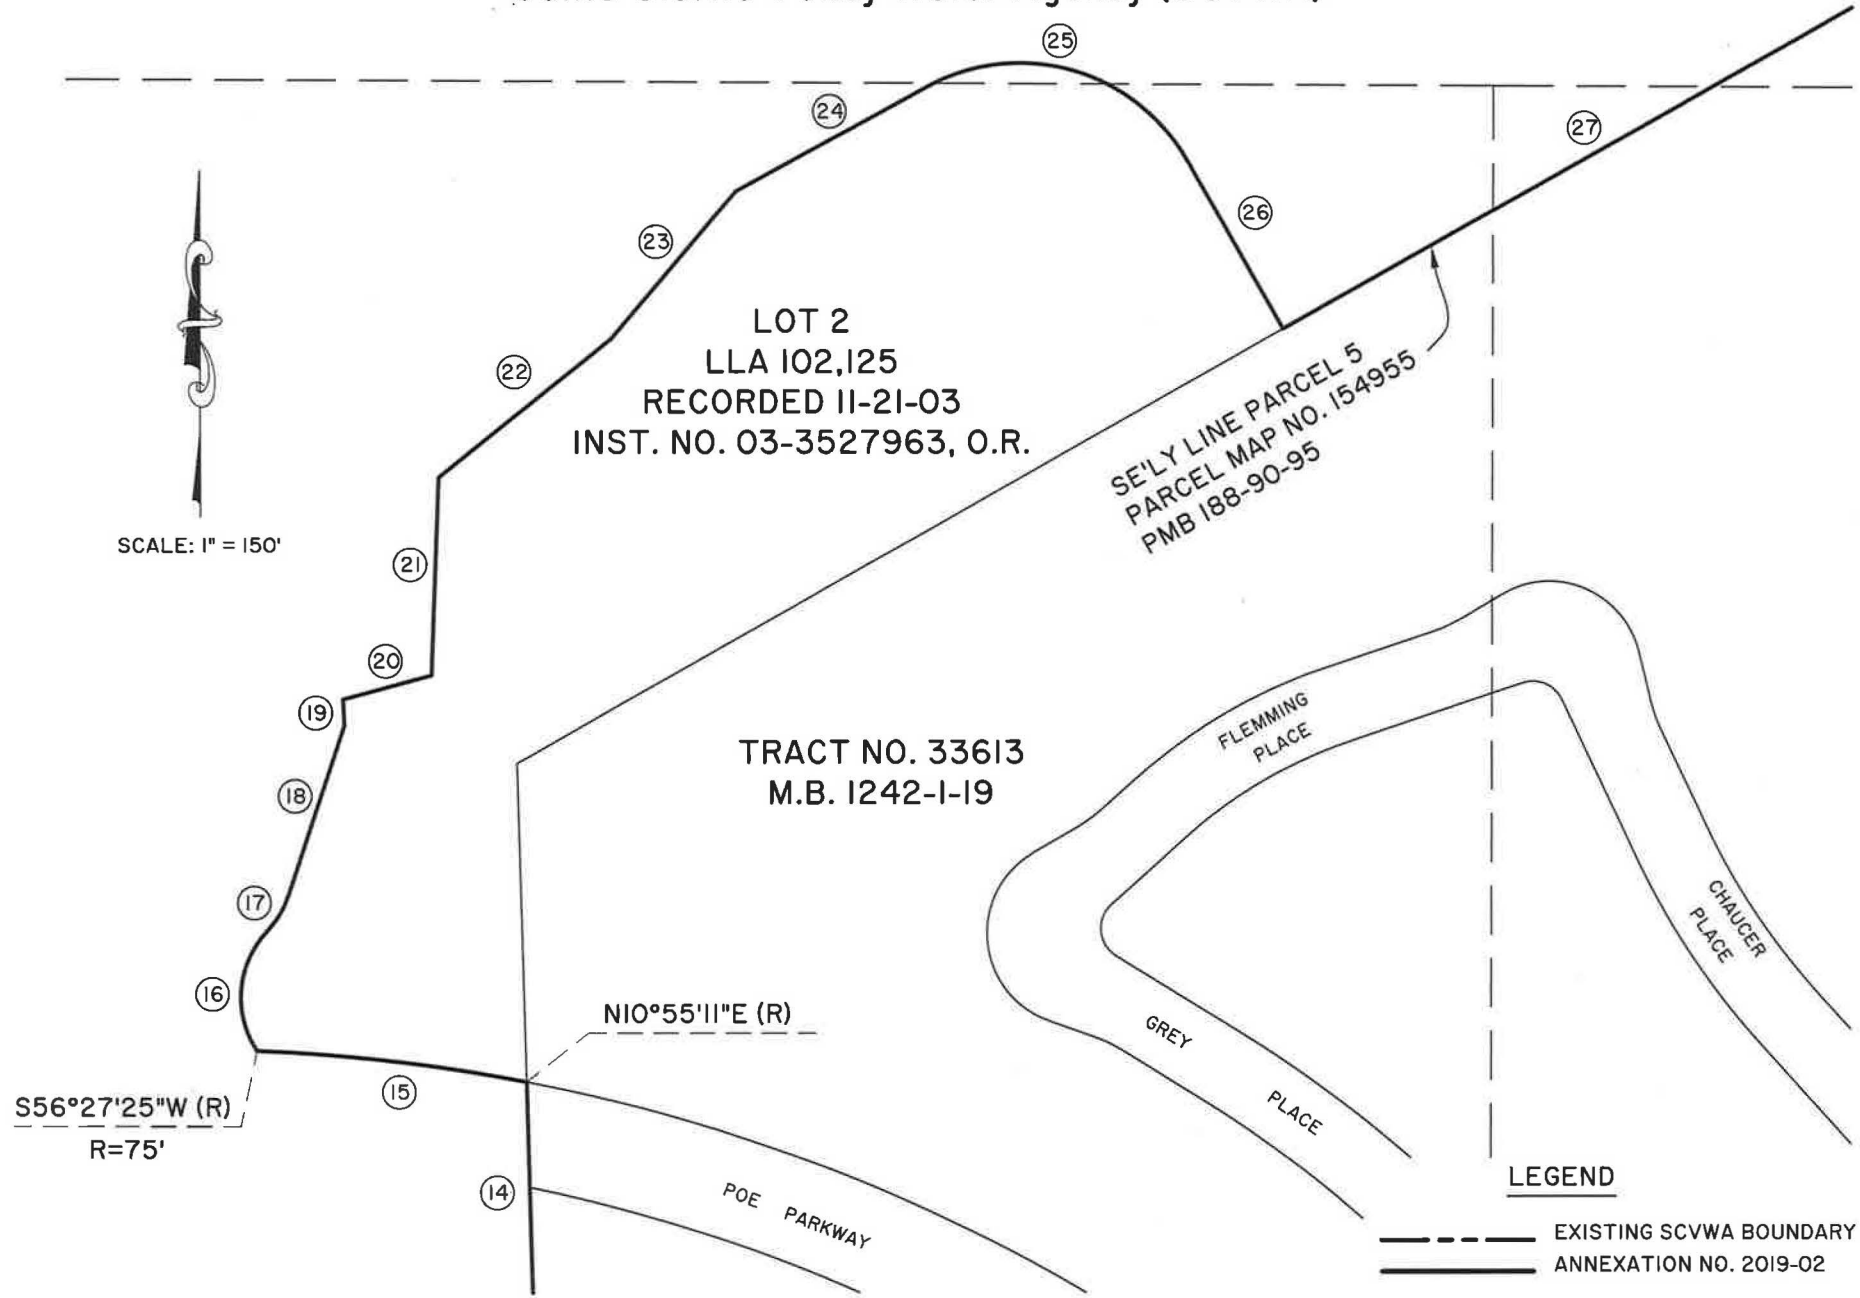 25
24
27
23
26
LOT 2
LLA 102,125
RECORDED 11-21-03
INST. NO. 03-3527963, O.R.
22
SE'LY LINE PARCEL 5
PARCEL MAP NO. 154955
PMB 188-90-95
SCALE: 1" = 150'
21
20
19
FLEMMING
PLACE
TRACT NO. 33613
M.B. 1242-1-19
18
17
CHAUCER
PLACE
16
N10°55'11"E (R)
GREY
PLACE
15
S56°27'25"W (R)
R=75'
14
POE PARKWAY
LEGEND
EXISTING SCVWA BOUNDARY
ANNEXATION NO. 2019-02